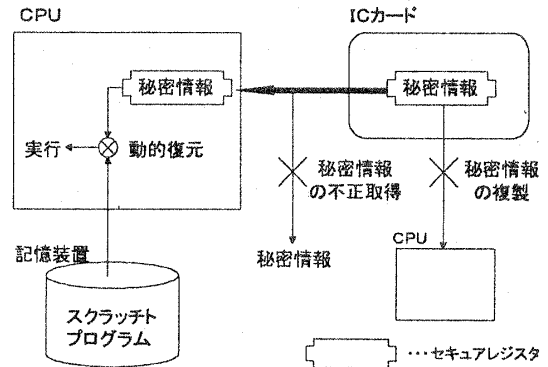 CPU
ICカード
秘密情報
秘密情報
実行
動的復元
秘密情報
の不正取得
秘密情報
の複製
記憶装置
秘密情報
CPU
スクラッチト
プログラム
…セキュアレジスタ